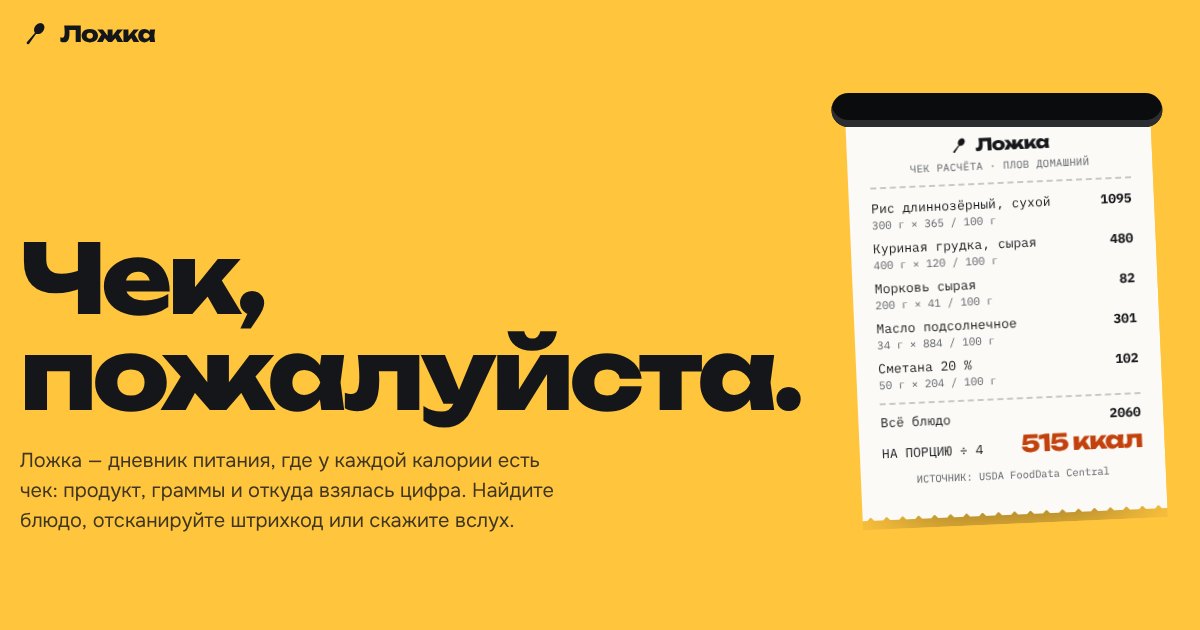 Ложка
Чек,
пожалуйста.
Ложка — дневник питания, где у каждой калории есть
чек: продукт, граммы и откуда взялась цифра. Найдите
блюдо, отсканируйте штрихкод или скажите вслух.
Ложка
ЧЕК РАСЧЁТА · ПЛОВ ДОМАШНИЙ
Рис длиннозёрный, сухой 1095
300 г × 365 / 100 г
Куриная грудка, сырая 480
400 г × 120 / 100 г
Морковь сырая 82
200 г × 41 / 100 г
Масло подсолнечное 301
34 г × 884 / 100 г
Сметана 20 % 102
50 г × 204 / 100 г
Всё блюдо 2060
НА ПОРЦИЮ ÷ 4 515 ккал
ИСТОЧНИК: USDA FoodData Central